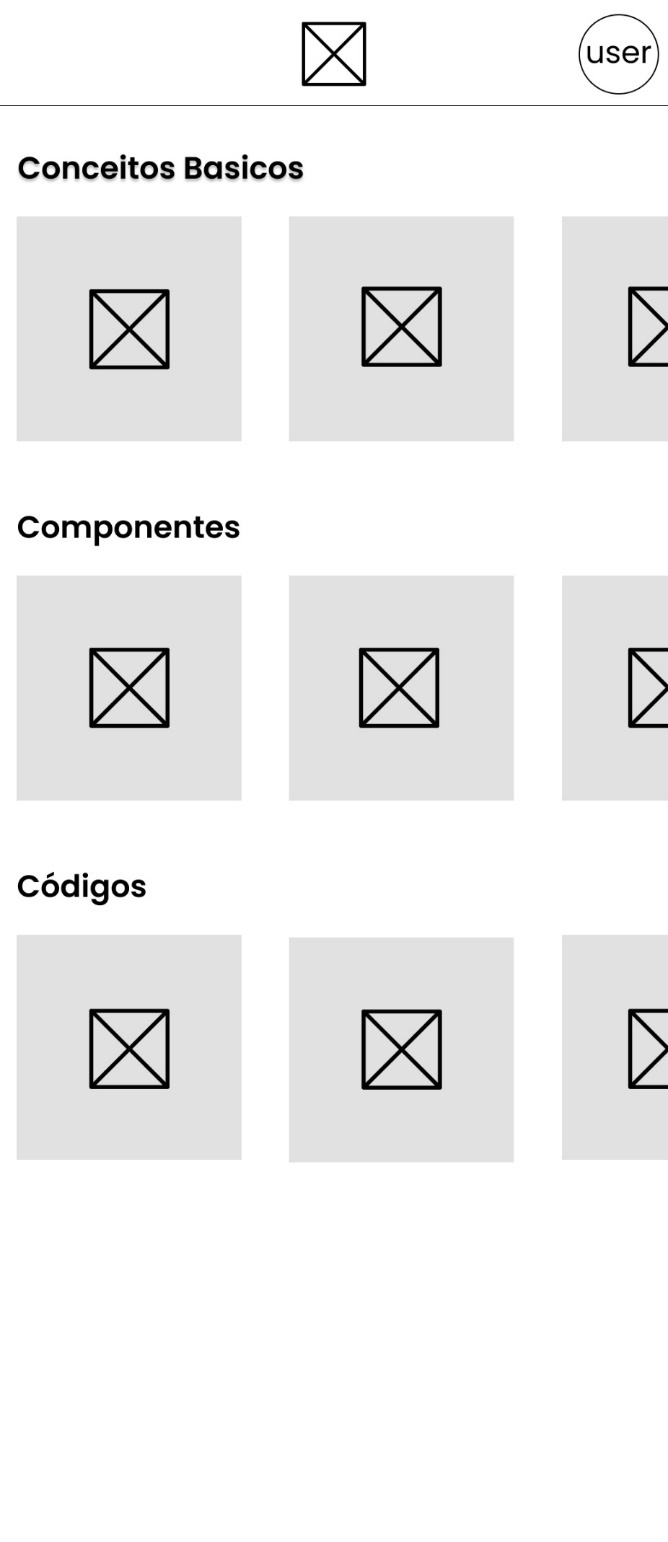 user
Conceitos Basicos
Componentes
Códigos